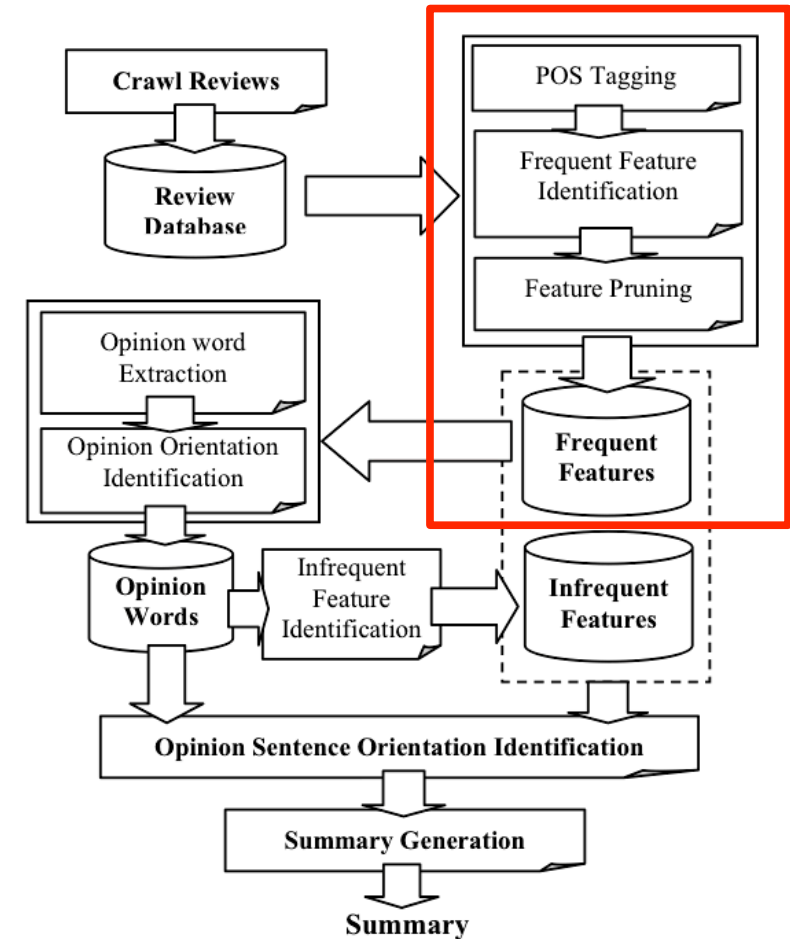 Crawl Reviews
Review
Database
POS Tagging
Frequent Feature
Identification
Feature Pruning
Opinion word
Extraction
Opinion Orientation
Identification
Frequent
Features
Opinion
Words
Infrequent
Feature
Identification
Infrequent
Features
Opinion Sentence Orientation Identification
Summary Generation
Summary